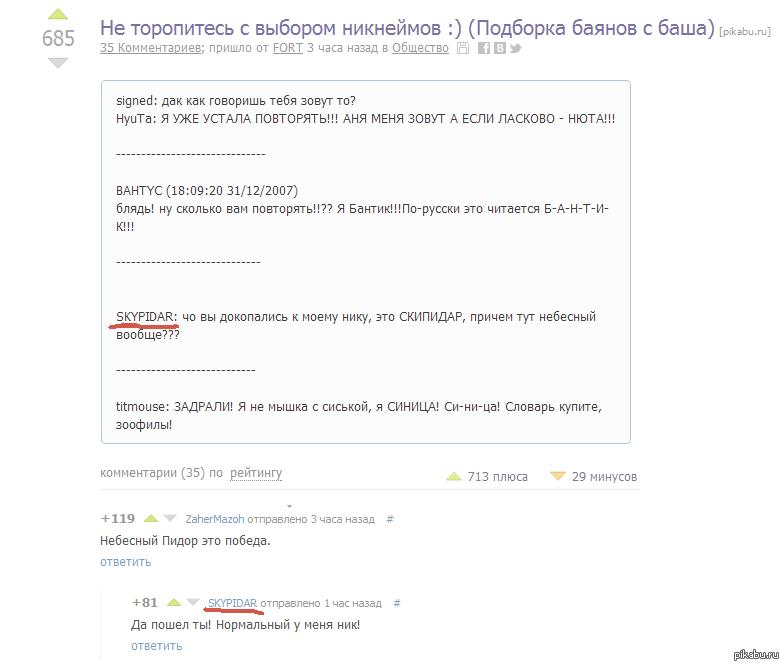 685
Не торопитесь с выбором никнеймов :) (Подборка баянов с баша) [pikabu.ru]
35 Комментариев; пришло от FORT 3 часа назад в Общество
signed: дак как говоришь тебя зовут то?
HyuTa: Я УЖЕ УСТАЛА ПОВТОРЯТЬ!!! АНЯ МЕНЯ ЗОВУТ А ЕСЛИ ЛАСКОВО - НЮТА!!!
------------------------------
BAHTYC (18:09:20 31/12/2007)
блядь! ну сколько вам повторять!!?? Я Бантик!!!По-русски это читается Б-А-Н-Т-И-
К!!!
-----------------------------
SKYPIDAR: чо вы докопались к моему нику, это СКИПИДАР, причем тут небесный
вообще???
----------------------------
titmouse: ЗАДРАЛИ! Я не мышка с сиськой, я СИНИЦА! Си-ни-ца! Словарь купите,
зоофилы!
комментарии (35) по рейтингу 713 плюса 29 минусов
+119 ZaherMazoh отправлено 3 часа назад #
Небесный Пидор это победа.
ответить
+81 SKYPIDAR отправлено 1 час назад #
Да пошел ты! Нормальный у меня ник!
ответить
pikabu.ru